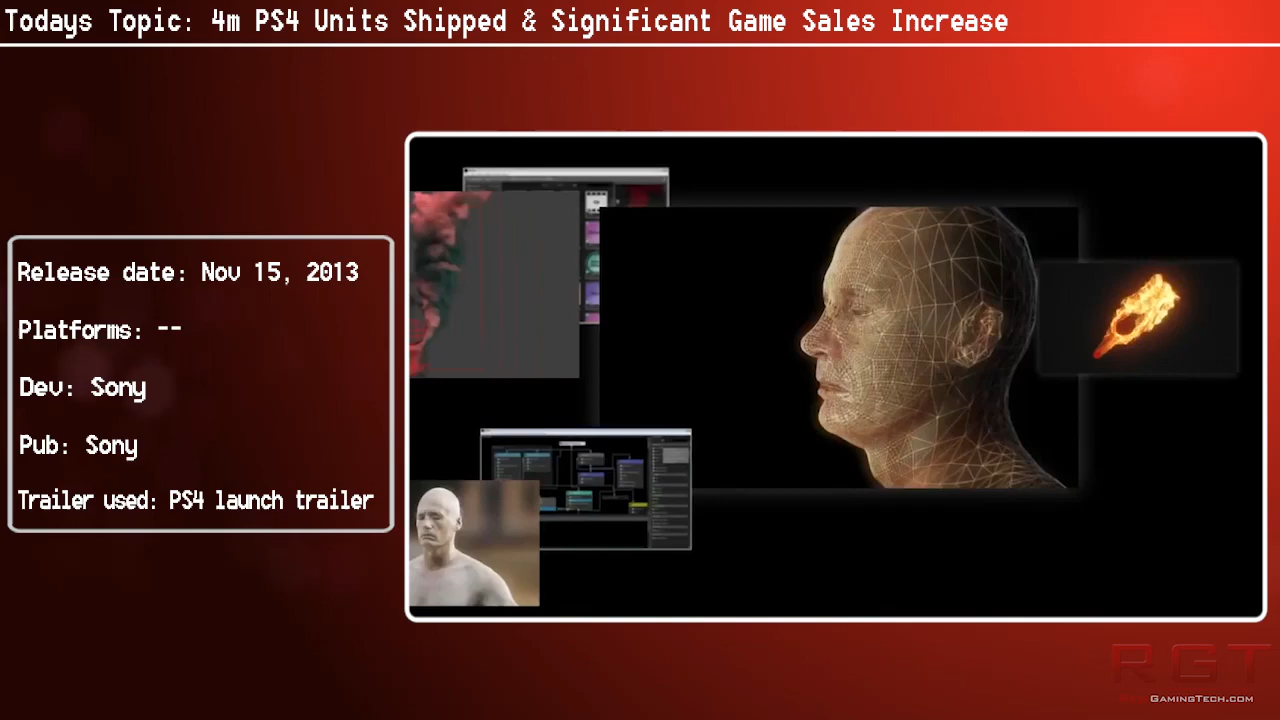 Todays Topic: 4m PS4 Units Shipped & Significant Game Sales Increase
Release date: Nov 15, 2013
Platforms: --
Dev: Sony
Pub: Sony
Trailer used: PS4 launch trailer
RGT
RedGamingTech.com